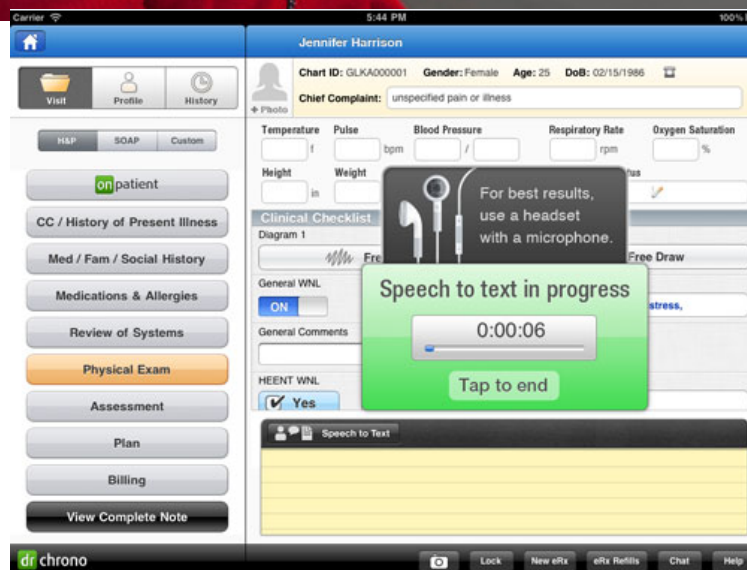 Carrier 5:44 PM 100%
Jennifer Harrison
Visit Profile History
Chart ID: GLKA000001 Gender: Female Age: 25 DoB: 02/15/1986
+ Photo Chief Complaint: unspecified pain or illness
H&P SOAP Custom
onpatient
CC / History of Present Illness
Med / Fam / Social History
Medications & Allergies
Review of Systems
Physical Exam
Assessment
Plan
Billing
View Complete Note
Temperature Pulse Blood Pressure Respiratory Rate Oxygen Saturation
f bpm / rpm %
Height Weight
in
For best results,
use a headset
with a microphone.
Clinical Checklist
Diagram 1
Free Draw
General WNL
ON
stress,
General Comments
Speech to text in progress
0:00:06
Tap to end
HEENT WNL
Yes
Speech to Text
drchrono
Lock New eRx eRx Refills Chat Help